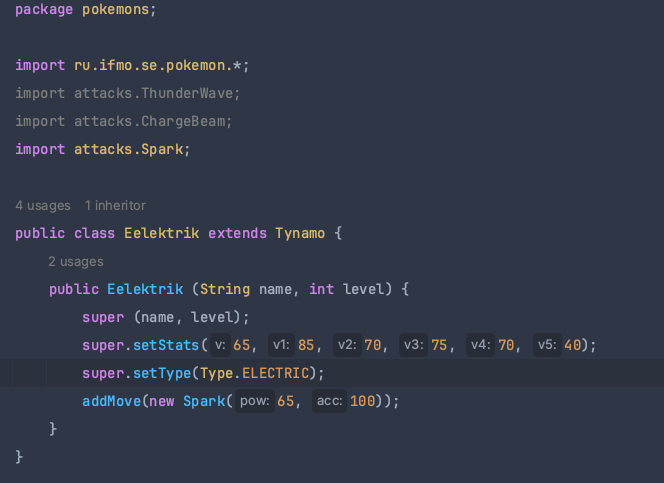 package pokemons;
import ru.ifmo.se.pokemon.*;
import attacks.ThunderWave;
import attacks.ChargeBeam;
import attacks.Spark;
4 usages 1 inheritor
public class Eelektrik extends Tynamo {
2 usages
public Eelektrik (String name, int level) {
super (name, level);
super.setStats( v: 65, v1: 85, v2: 70, v3: 75, v4: 70, v5: 40);
super.setType(Type.ELECTRIC);
addMove(new Spark( pow: 65, acc: 100));
}
}